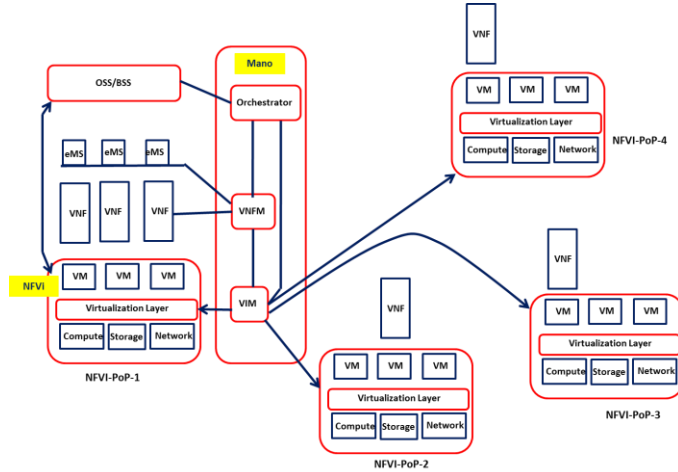 Mano
OSS/BSS
Orchestrator
eMS eMS eMS
VNF VNF VNF
VNFM
VIM
NFVi
VM VM VM
Virtualization Layer
Compute Storage Network
NFVI-PoP-1
VNF
VM VM VM
Virtualization Layer
Compute Storage Network
NFVI-PoP-2
VNF
VM VM VM
Virtualization Layer
Compute Storage Network
NFVI-PoP-4
VNF
VM VM VM
Virtualization Layer
Compute Storage Network
NFVI-PoP-3